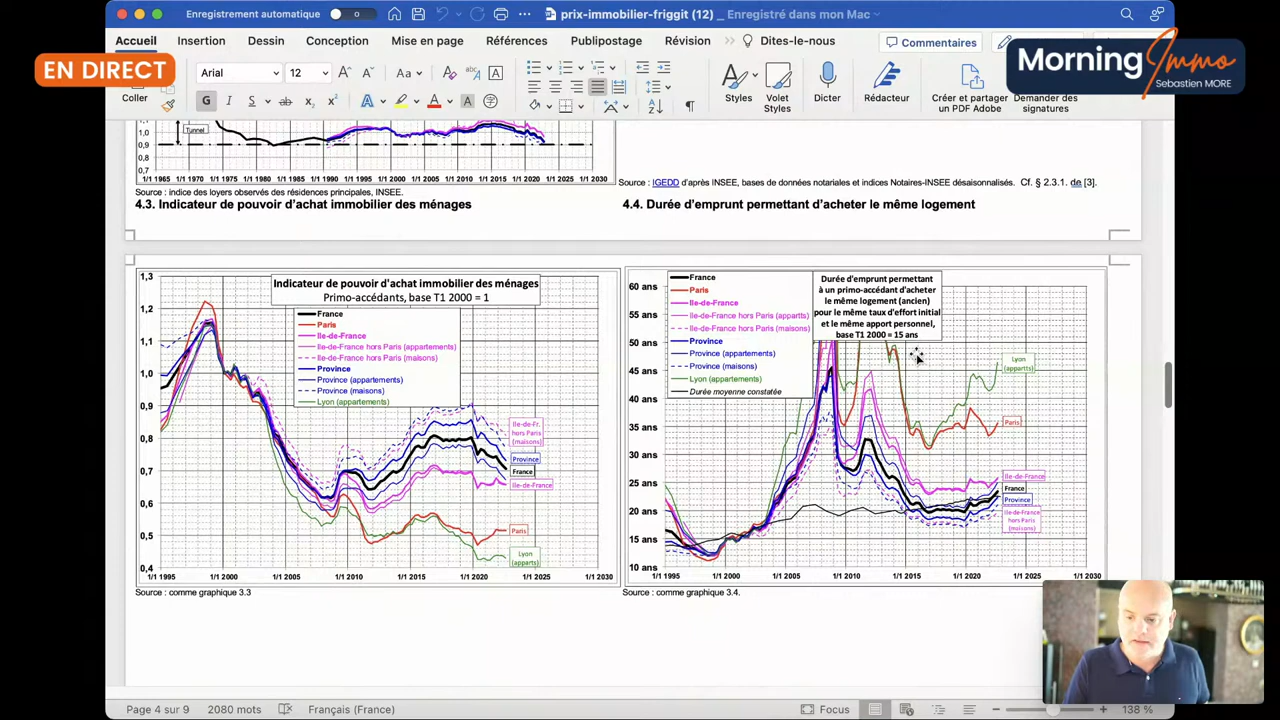 Enregistrement automatique
prix-immobilier-friggit (12) _ Enregistré dans mon Mac
EN DIRECT
Morning Immo
Sebastien MORE
Accueil Insertion Dessin Conception Mise en page Références Publipostage Révision >> Dites-le-nous
Commentaires
Coller
Arial 12
Aa
G I S ab x₂ x²
Styles
Volet Styles
Dicter
Rédacteur
Créer et partager un PDF Adobe
Demander des signatures
1,0
0,9
0,7
Tunnel
1/1 1965 1/1 1970 1/1 1975 1/1 1980 1/1 1985 1/1 1990 1/1 1995 1/1 2000 1/1 2005 1/1 2010 1/1 2015 1/1 2020 1/1 2025 1/1 2030
Source : indice des loyers observés des résidences principales, INSEE.
Source : IGEDD d'après INSEE, bases de données notariales et indices Notaires-INSEE désaisonnalisés. Cf. § 2.3.1. de [3].
4.3. Indicateur de pouvoir d'achat immobilier des ménages
4.4. Durée d'emprunt permettant d'acheter le même logement
Indicateur de pouvoir d'achat immobilier des ménages
Primo-accédants, base T1 2000 = 1
France
Paris
Ile-de-France
Ile-de-France hors Paris (appartements)
Ile-de-France hors Paris (maisons)
Province
Province (appartements)
Province (maisons)
Lyon (appartements)
1,3
1,2
1,1
1,0
0,9
0,8
0,7
0,6
0,5
0,4
Ile-de-Fr.
hors Paris
(maisons)
Province
France
Ile-de-France
Paris
Lyon
(apparts)
1/1 1995 1/1 2000 1/1 2005 1/1 2010 1/1 2015 1/1 2020 1/1 2025 1/1 2030
Source : comme graphique 3.3
France
Paris
Ile-de-France
Ile-de-France hors Paris (appartts)
Ile-de-France hors Paris (maisons)
Province
Province (appartements)
Province (maisons)
Lyon (appartements)
Durée moyenne constatée
Durée d'emprunt permettant
à un primo-accédant d'acheter
le même logement (ancien)
pour le même taux d'effort initial
et le même apport personnel,
base T1 2000 = 15 ans
60 ans
55 ans
50 ans
45 ans
40 ans
35 ans
30 ans
25 ans
20 ans
15 ans
10 ans
Lyon
(appartts)
Paris
Ile-de-France
France
Province
Ile-de-France
hors Paris
(maisons)
1/1 1995 1/1 2000 1/1 2005 1/1 2010 1/1 2015 1/1 2020 1/1 2025 1/1 2030
Source : comme graphique 3.4.
Page 4 sur 9 2080 mots Français (France) Focus 138 %